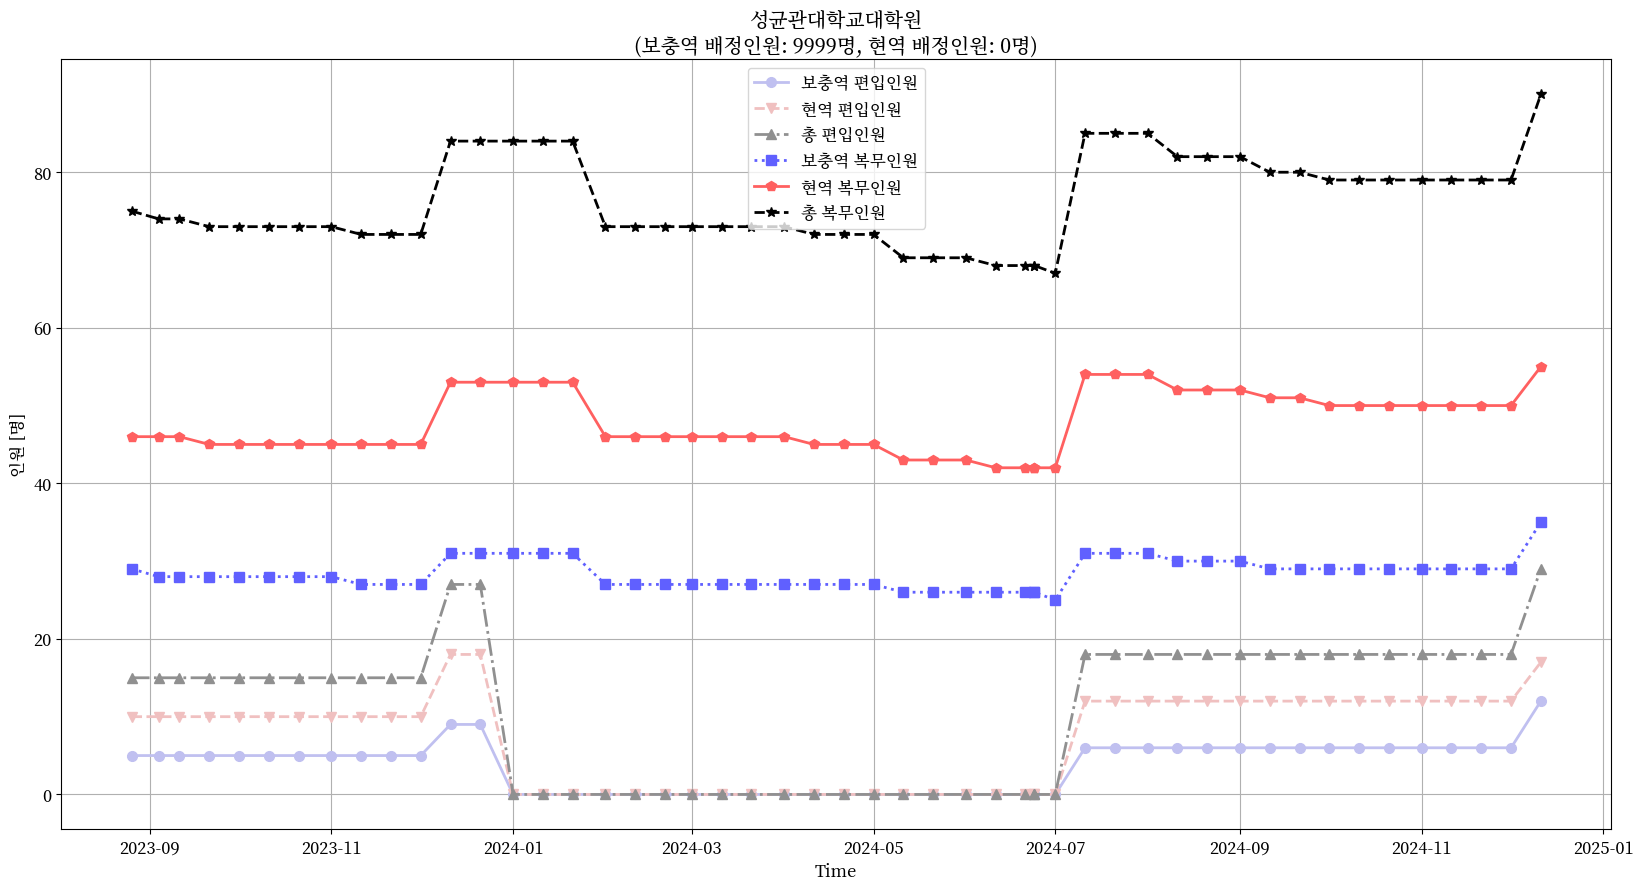 성균관대학교대학원
(보충역 배정인원: 9999명, 현역 배정인원: 0명)
보충역 편입인원
현역 편입인원
총 편입인원
보충역 복무인원
현역 복무인원
총 복무인원
인원 [명]
80
60
40
20
0
2023-09
2023-11
2024-01
2024-03
2024-05
2024-07
2024-09
2024-11
2025-01
Time